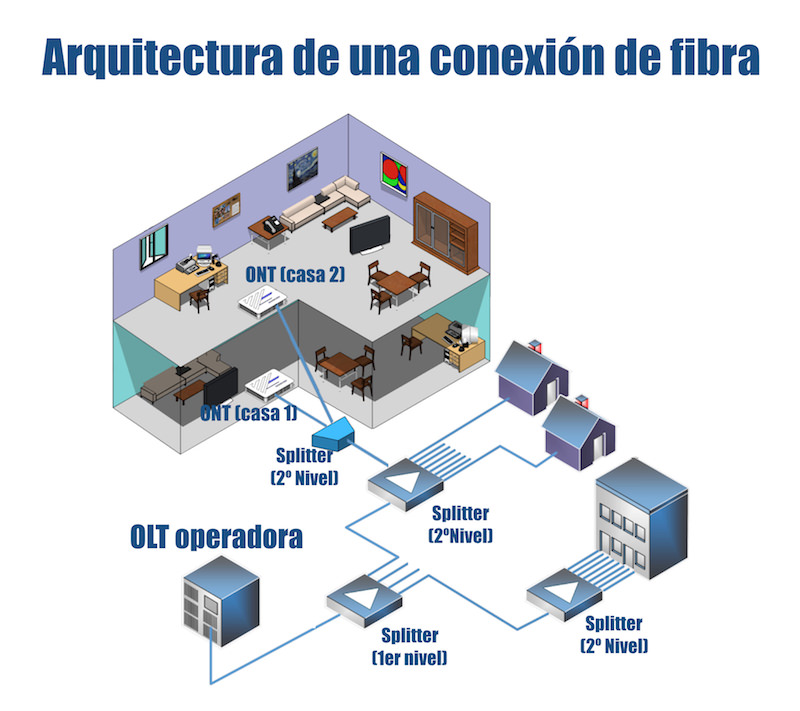 Arquitectura de una conexión de fibra
ONT (casa 2)
ONT (casa 1)
Splitter
(2º Nivel)
Splitter
(2ºNivel)
OLT operadora
Splitter
(1er nivel)
Splitter
(2º Nivel)